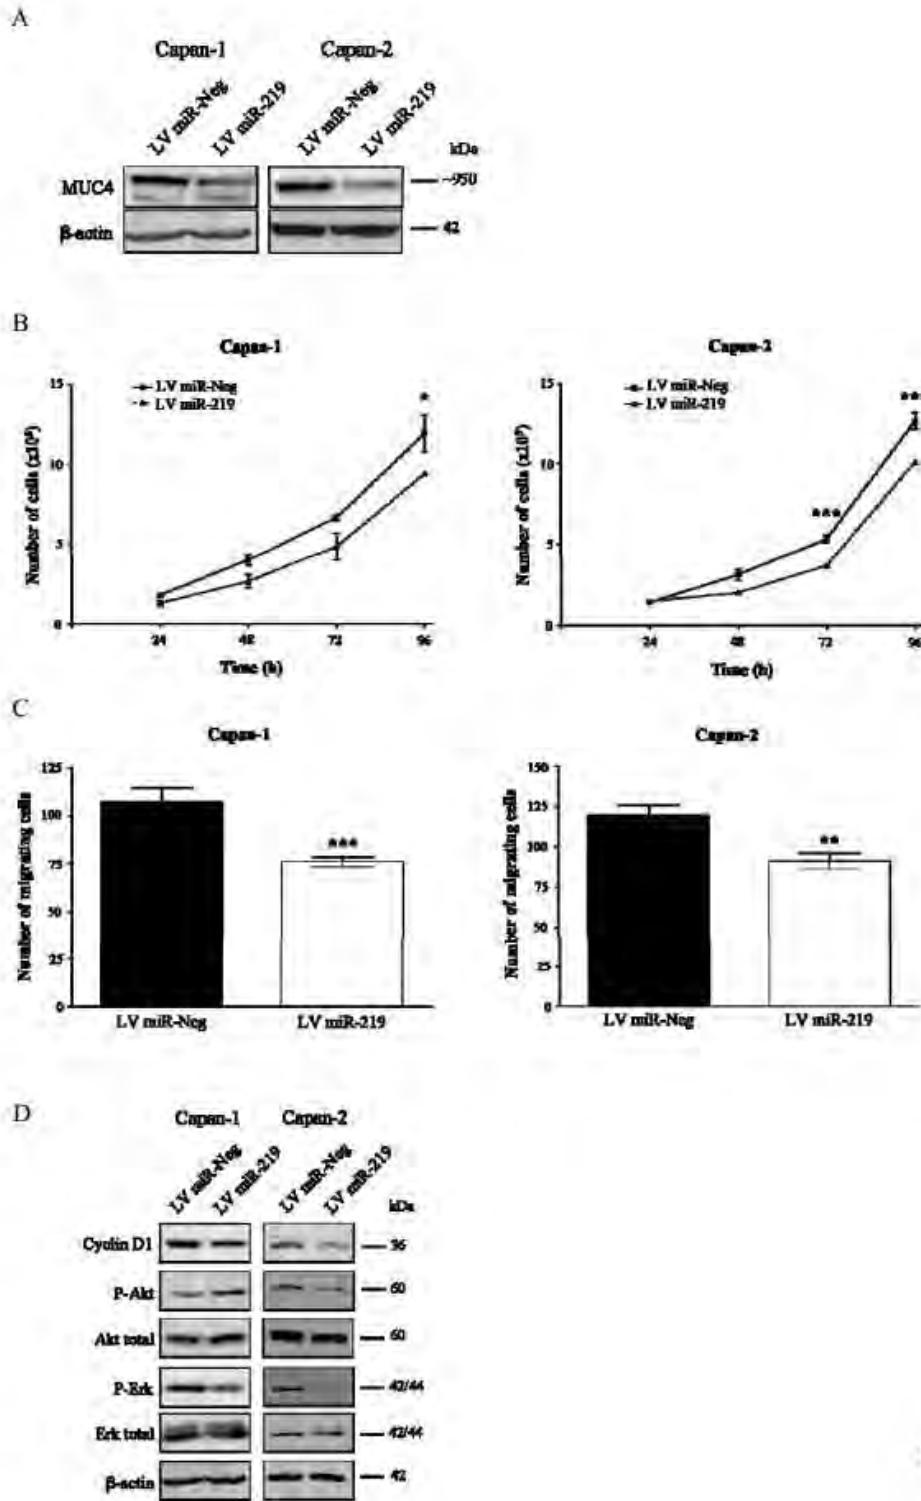 A
Capan-1 Capan-2
LV miR-Neg LV miR-219 LV miR-Neg LV miR-219
kDa
MUC4 ~950
β-actin 42
B
Capan-1 Capan-2
LV miR-Neg LV miR-Neg
LV miR-219 LV miR-219
15 15
10 10
5 5
0 0
Number of cells Number of cells
* *** **
24 48 72 96 24 48 72 96
Time (h) Time (h)
C
Capan-1 Capan-2
Number of migrating cells Number of migrating cells
125 150
100 125
75 100
50 75
25 50
0 25
0
*** **
LV miR-Neg LV miR-219 LV miR-Neg LV miR-219
D
Capan-1 Capan-2
LV miR-Neg LV miR-219 LV miR-Neg LV miR-219
kDa
Cyclin D1 36
P-Akt 60
Akt total 60
P-Erk 42/44
Erk total 42/44
β-actin 42